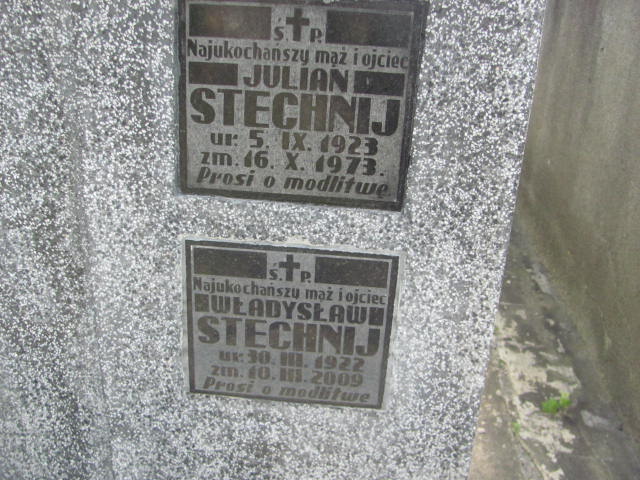 Ś. P.
Najukochańszy mąż i ojciec
JULIAN
STECHNIJ
ur. 5. IX. 1923
zm. 16. X. 1973.
Prosi o modlitwę
Ś. P.
Najukochańszy mąż i ojciec
WŁADYSŁAW
STECHNIJ
ur. 30. III. 1922
zm. 10. III. 2009
Prosi o modlitwę